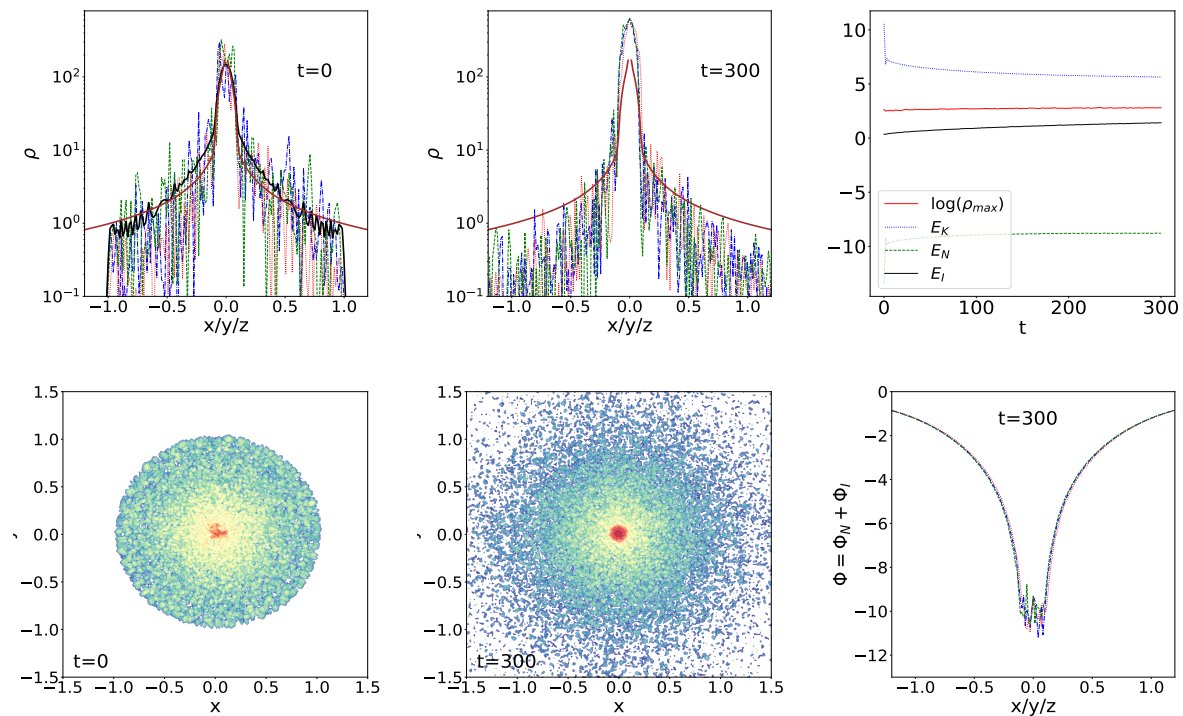 t=0
10²
10¹
10⁰
10⁻¹
ρ
−1.0 −0.5 0.0 0.5 1.0
x/y/z
t=300
10²
10¹
10⁰
10⁻¹
ρ
−1.0 −0.5 0.0 0.5 1.0
x/y/z
10
5
0
−5
−10
log(ρ_max)
E_K
E_N
E_I
0 100 200 300
t
1.5
1.0
0.5
0.0
−0.5
−1.0
−1.5
t=0
−1.5 −1.0 −0.5 0.0 0.5 1.0 1.5
x
1.5
1.0
0.5
0.0
−0.5
−1.0
−1.5
t=300
−1.5 −1.0 −0.5 0.0 0.5 1.0 1.5
x
0
−2
−4
−6
−8
−10
−12
Φ = Φ_N + Φ_I
t=300
−1.0 −0.5 0.0 0.5 1.0
x/y/z